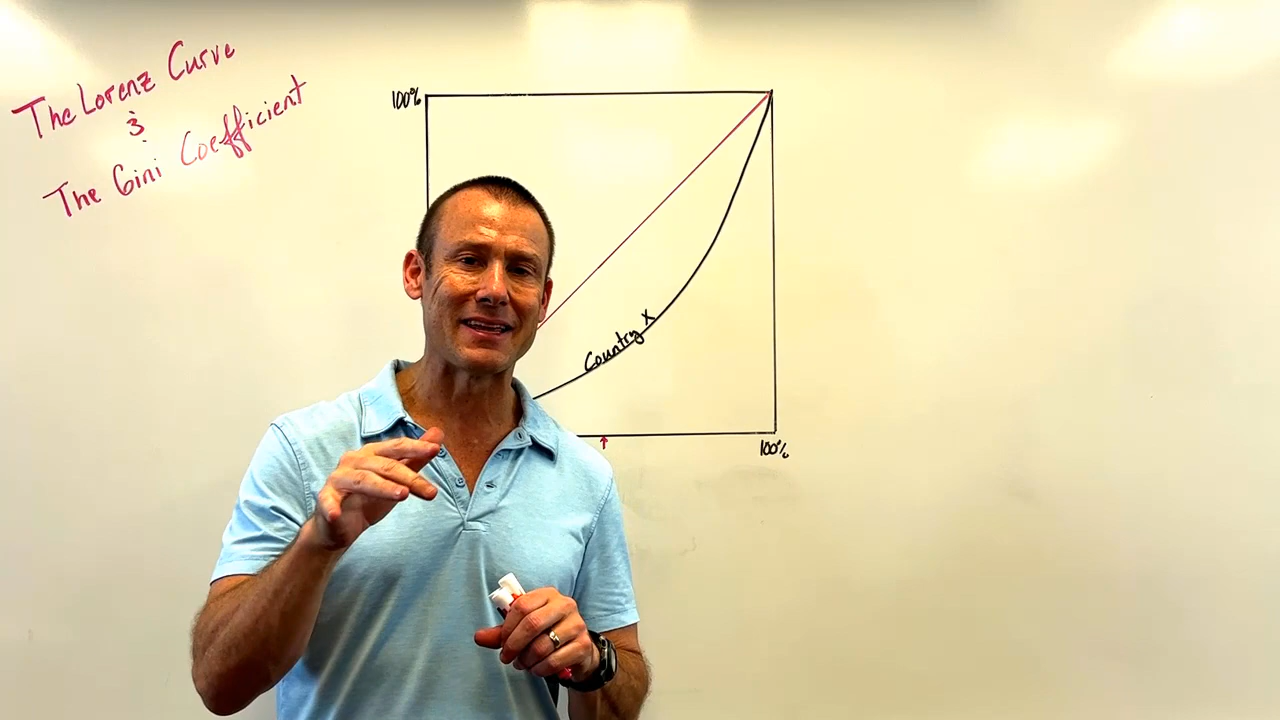 The Lorenz Curve
&
The Gini Coefficient
100%
Country X
100%